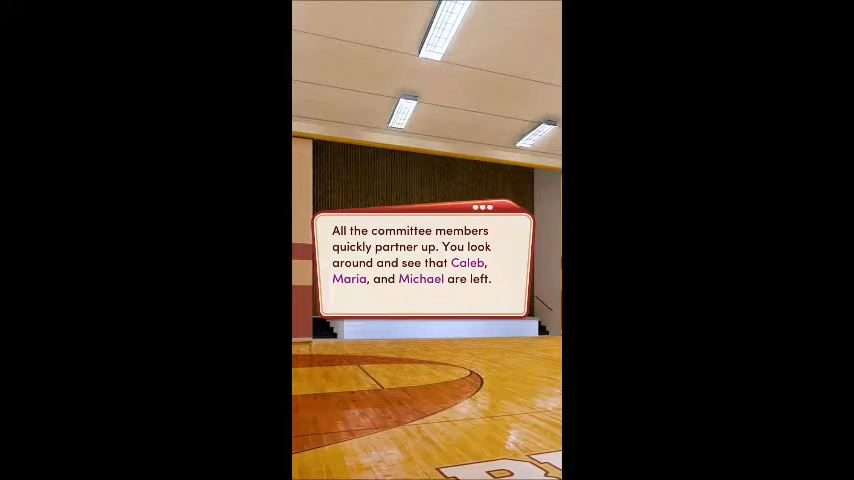 All the committee members
quickly partner up. You look
around and see that Caleb,
Maria, and Michael are left.